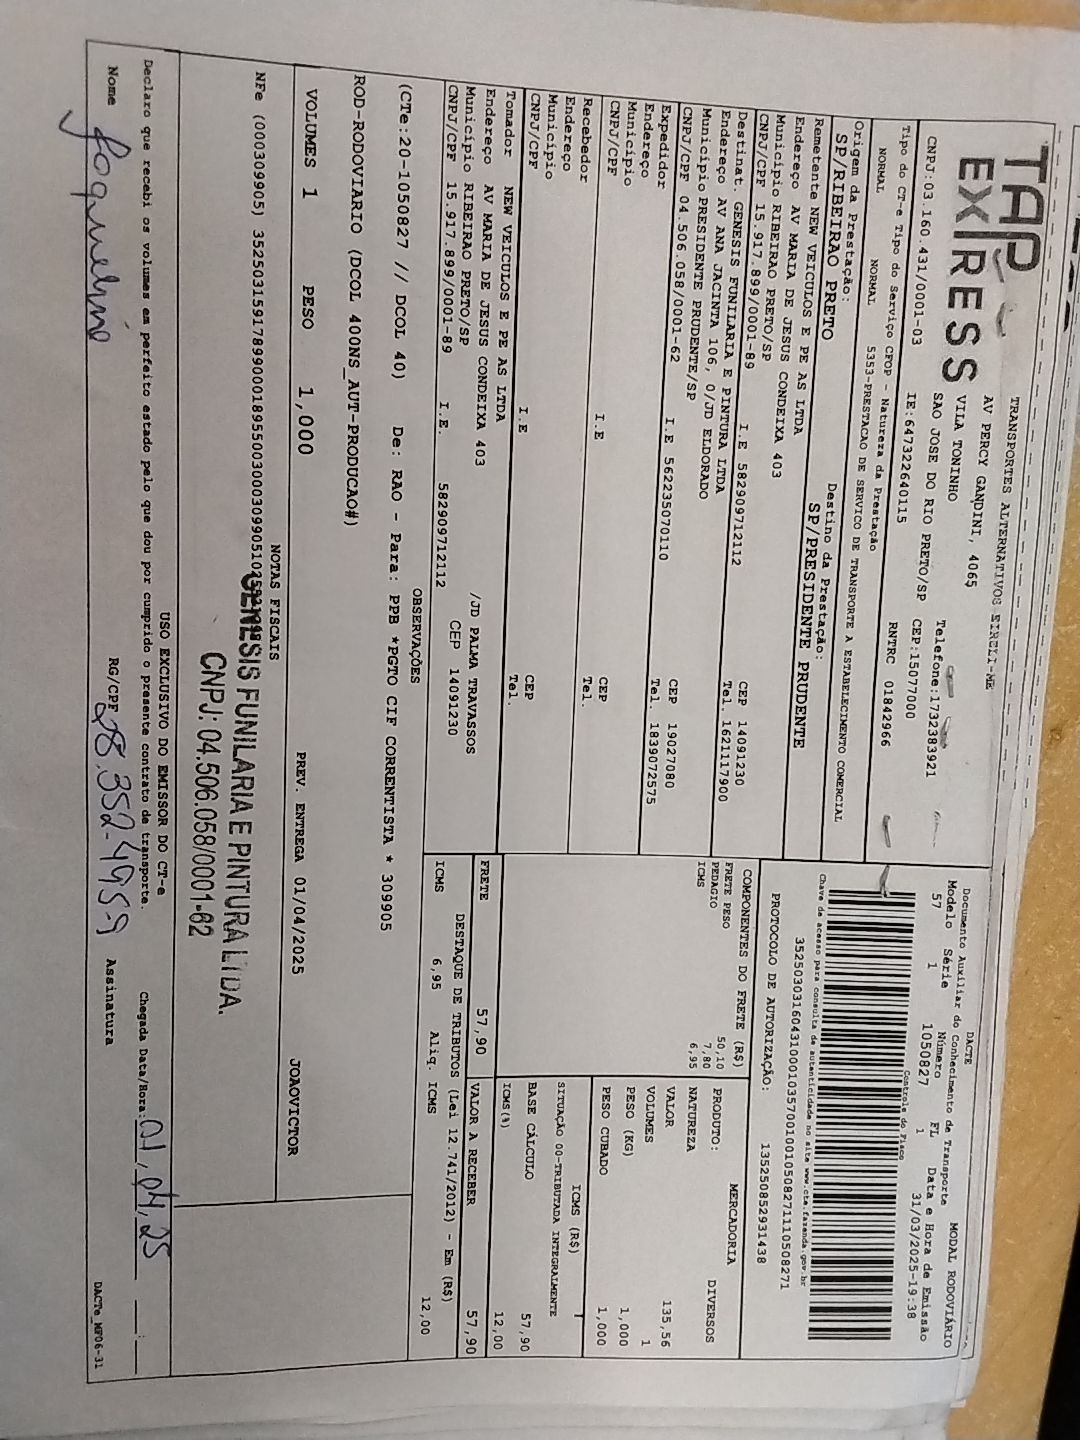 TAP EXPRESS
TRANSPORTES ALTERNATIVOS EIRELI-ME
AV PERCY GANDINI, 4065
VILA TONINHO
SAO JOSE DO RIO PRETO/SP CEP:15077000
Telefone:1732383921
CNPJ:03.160.431/0001-03 IE:647322640115 RNTRC 01842966
Tipo do CT-e Tipo do Serviço CFOP - Natureza da Prestação
NORMAL NORMAL 5353-PRESTACAO DE SERVICO DE TRANSPORTE A ESTABELECIMENTO COMERCIAL
Origem da Prestação: Destino da Prestação:
SP/RIBEIRAO PRETO SP/PRESIDENTE PRUDENTE
DACTE
Documento Auxiliar do Conhecimento de Transporte
MODAL RODOVIÁRIO
Modelo Série Número FL Data e Hora de Emissão
57 1 1050827 1 31/03/2025-19:38
Controle do Fisco
Chave de acesso para consulta de autenticidade no site www.cte.fazenda.gov.br
35250303160431000103570010010508271110508271
PROTOCOLO DE AUTORIZAÇÃO: 135250852931438
Remetente NEW VEICULOS E PE AS LTDA
Endereço AV MARIA DE JESUS CONDEIXA 403
Município RIBEIRAO PRETO/SP CEP 14091230
CNPJ/CPF 15.917.899/0001-89 I.E 582909712112 Tel. 1621117900
Destinat. GENESIS FUNILARIA E PINTURA LTDA
Endereço AV ANA JACINTA 106, 0/JD ELDORADO
Município PRESIDENTE PRUDENTE/SP CEP 19027080
CNPJ/CPF 04.506.058/0001-62 I.E 562235070110 Tel. 1839072575
Expedidor
Endereço
Município CEP
CNPJ/CPF I.E Tel.
Recebedor
Endereço
Município CEP
CNPJ/CPF I.E Tel.
Tomador NEW VEICULOS E PE AS LTDA
Endereço AV MARIA DE JESUS CONDEIXA 403 /JD PALMA TRAVASSOS
Município RIBEIRAO PRETO/SP CEP 14091230
CNPJ/CPF 15.917.899/0001-89 I.E. 582909712112
COMPONENTES DO FRETE (R$)
FRETE PESO 50,10
PEDAGIO 7,80
ICMS 6,95
MERCADORIA
PRODUTO: DIVERSOS
NATUREZA
VALOR 135,56
VOLUMES 1
PESO (KG) 1,000
PESO CUBADO 1,000
ICMS (R$)
SITUAÇÃO 00-TRIBUTADA INTEGRALMENTE
BASE CÁLCULO 57,90
ICMS(%) 12,00
FRETE 57,90 VALOR A RECEBER 57,90
DESTAQUE DE TRIBUTOS (Lei 12.741/2012) - Em (R$)
ICMS 6,95 Aliq. ICMS 12,00
OBSERVAÇÕES
(CTe:20-1050827 // DCOL 40) De: RAO - Para: PPB *PGTO CIF CORRENTISTA * 309905
ROD-RODOVIARIO (DCOL 400NS_AUT-PRODUCAO#)
VOLUMES 1 PESO 1,000 PREV. ENTREGA 01/04/2025 JOAOVICTOR
NOTAS FISCAIS
NFe (000309905)
GENESIS FUNILARIA E PINTURA LTDA.
CNPJ: 04.506.058/0001-62
USO EXCLUSIVO DO EMISSOR DO CT-e
Declaro que recebi os volumes em perfeito estado pelo que dou por cumprido o presente contrato de transporte. Chegada Data/Hora: 01/04/25 __:__
Nome RG/CPF 28.352.495-9 Assinatura
DACTe_MF06-31